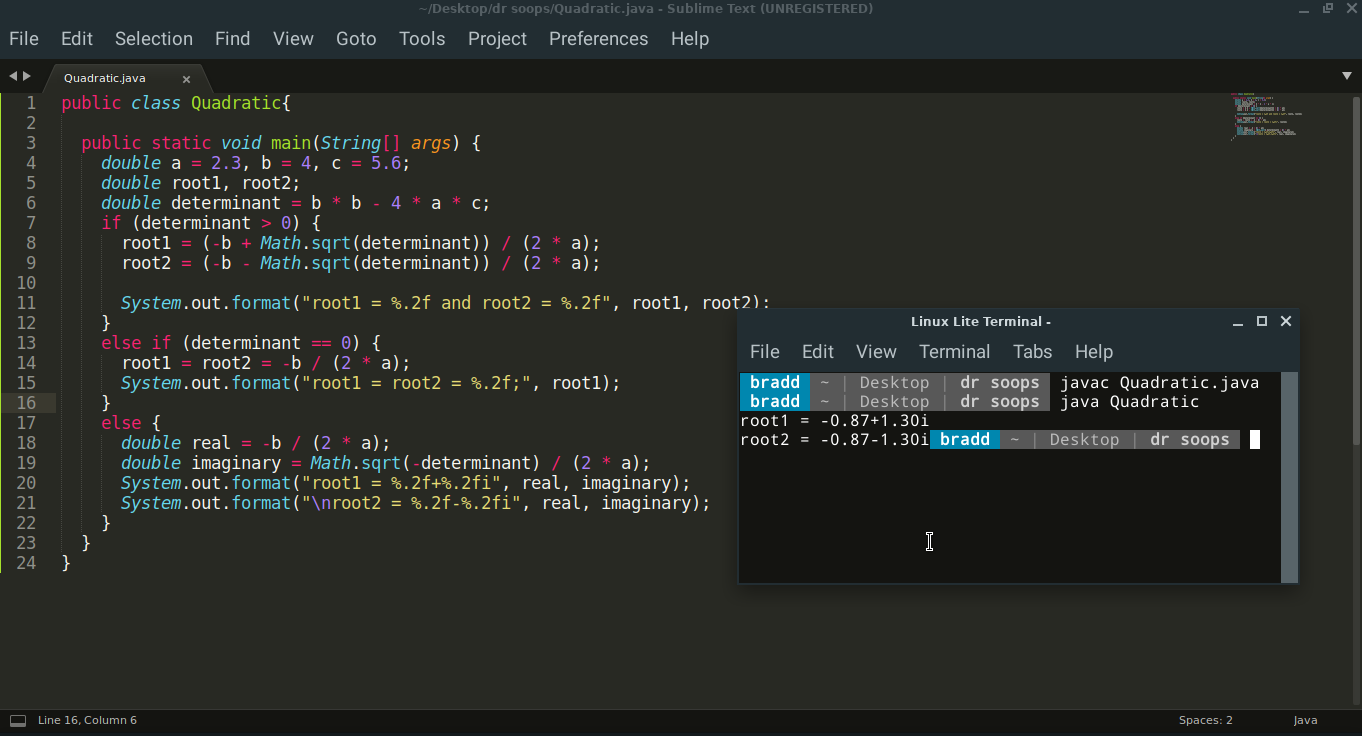 ~/Desktop/dr soops/Quadratic.java - Sublime Text (UNREGISTERED)
File Edit Selection Find View Goto Tools Project Preferences Help
Quadratic.java
1 public class Quadratic{
2
3 public static void main(String[] args) {
4 double a = 2.3, b = 4, c = 5.6;
5 double root1, root2;
6 double determinant = b * b - 4 * a * c;
7 if (determinant > 0) {
8 root1 = (-b + Math.sqrt(determinant)) / (2 * a);
9 root2 = (-b - Math.sqrt(determinant)) / (2 * a);
10
11 System.out.format("root1 = %.2f and root2 = %.2f", root1, root2);
12 }
13 else if (determinant == 0) {
14 root1 = root2 = -b / (2 * a);
15 System.out.format("root1 = root2 = %.2f;", root1);
16 }
17 else {
18 double real = -b / (2 * a);
19 double imaginary = Math.sqrt(-determinant) / (2 * a);
20 System.out.format("root1 = %.2f+%.2fi", real, imaginary);
21 System.out.format("\nroot2 = %.2f-%.2fi", real, imaginary);
22 }
23 }
24 }
Linux Lite Terminal -
File Edit View Terminal Tabs Help
bradd ~ | Desktop | dr soops javac Quadratic.java
bradd ~ | Desktop | dr soops java Quadratic
root1 = -0.87+1.30i
root2 = -0.87-1.30i bradd ~ | Desktop | dr soops
Line 16, Column 6
Spaces: 2
Java